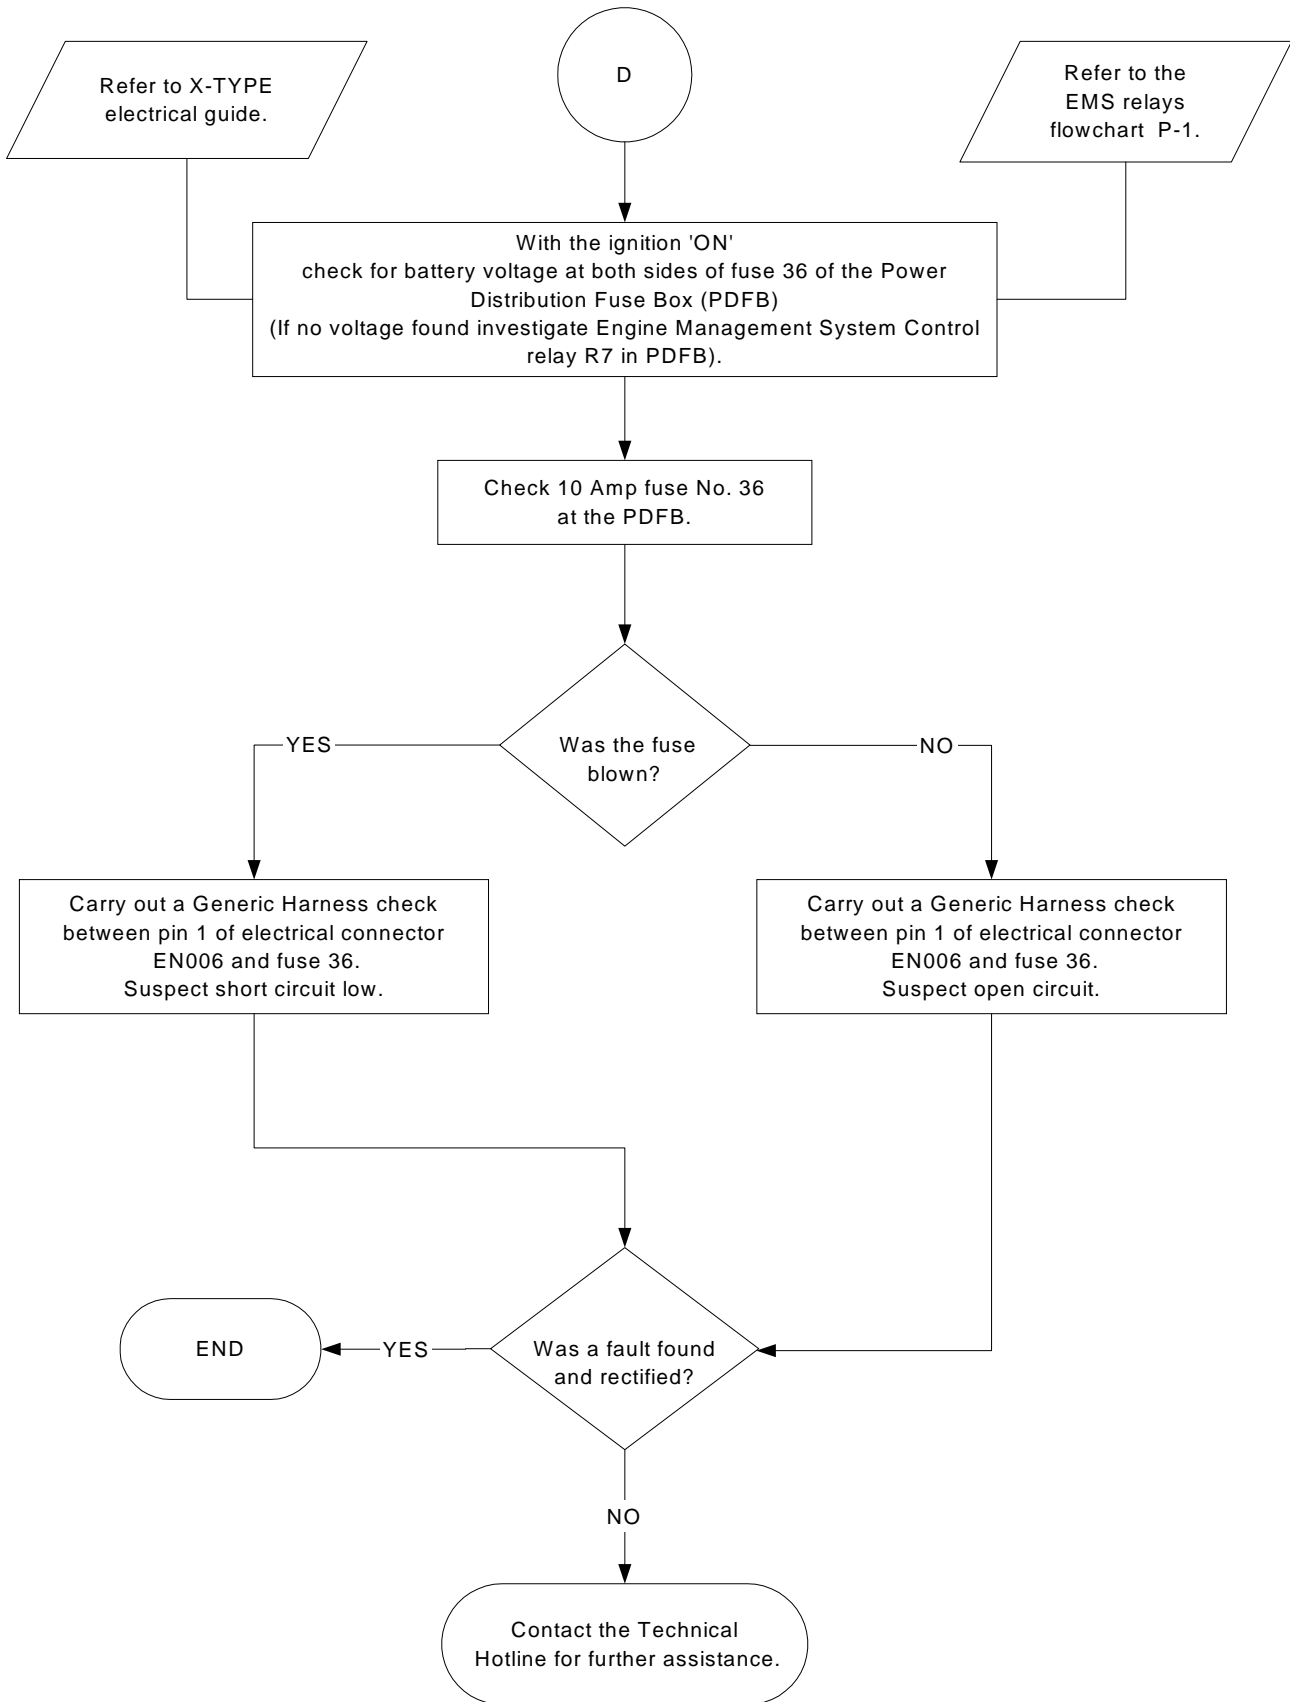 Refer to X-TYPE
electrical guide.
D
Refer to the
EMS relays
flowchart P-1.
With the ignition 'ON'
check for battery voltage at both sides of fuse 36 of the Power
Distribution Fuse Box (PDFB)
(If no voltage found investigate Engine Management System Control
relay R7 in PDFB).
Check 10 Amp fuse No. 36
at the PDFB.
Was the fuse
blown?
YES
NO
Carry out a Generic Harness check
between pin 1 of electrical connector
EN006 and fuse 36.
Suspect short circuit low.
Carry out a Generic Harness check
between pin 1 of electrical connector
EN006 and fuse 36.
Suspect open circuit.
Was a fault found
and rectified?
YES
END
NO
Contact the Technical
Hotline for further assistance.